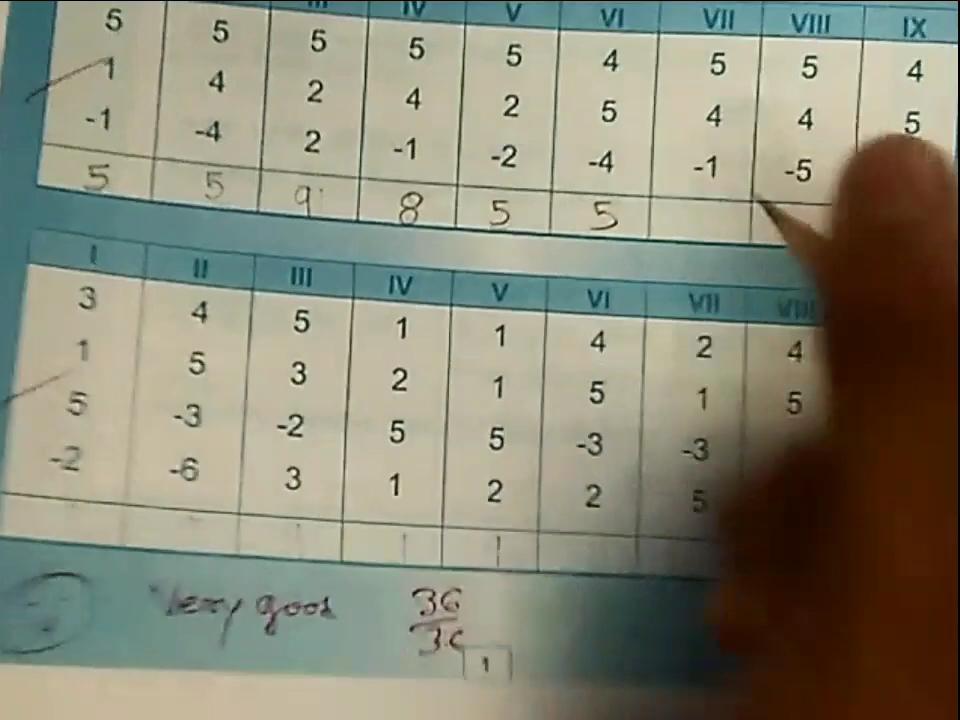 III IV V VI VII VIII IX
5 5 5 5 5 4 5 5 4
1 4 2 4 2 5 4 4 5
-1 -4 2 -1 -2 -4 -1 -5
5 5 9 8 5 5
I II III IV V VI VII VIII
3 4 5 1 1 4 2 4
1 5 3 2 1 5 1 5
5 -3 -2 5 5 -3 -3
-2 -6 3 1 2 2 5
Very good 36
36
1